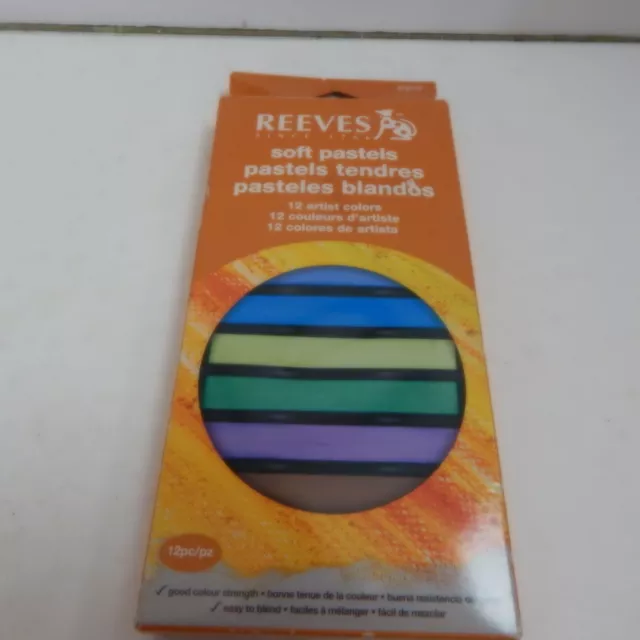 REEVES
soft pastels
pastels tendres
pasteles blandos
12 artist colors
12 couleurs d'artiste
12 colores de artista
12pc/pz
✓ good colour strength • bonne tenue de la couleur • buena resistencia
✓ easy to blend • faciles à mélanger • fácil de mezclar